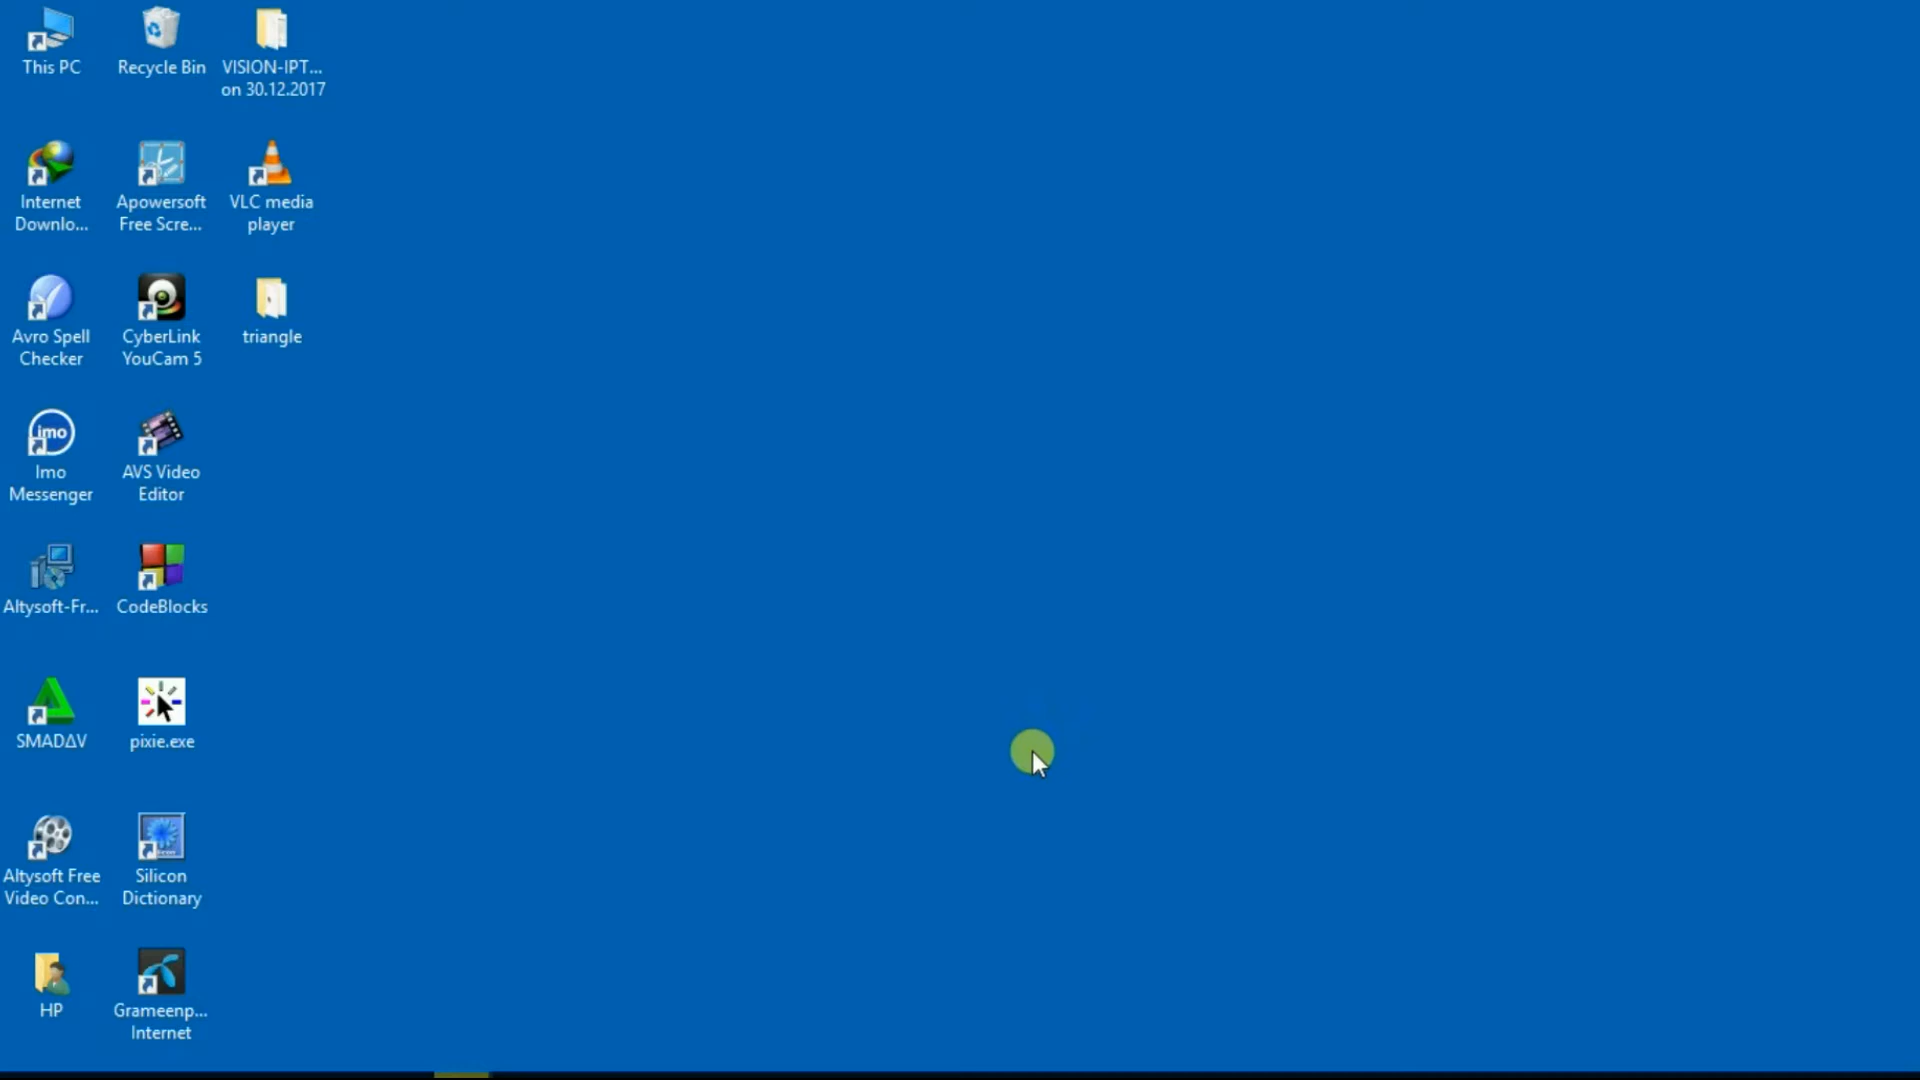 This PC
Recycle Bin
VISION-IPT...
on 30.12.2017
Internet
Downlo...
Apowersoft
Free Scre...
VLC media
player
Avro Spell
Checker
CyberLink
YouCam 5
triangle
imo
Imo
Messenger
AVS Video
Editor
Altysoft-Fr...
CodeBlocks
SMADΔV
pixie.exe
Altysoft Free
Video Con...
Silicon
Dictionary
HP
Grameenp...
Internet